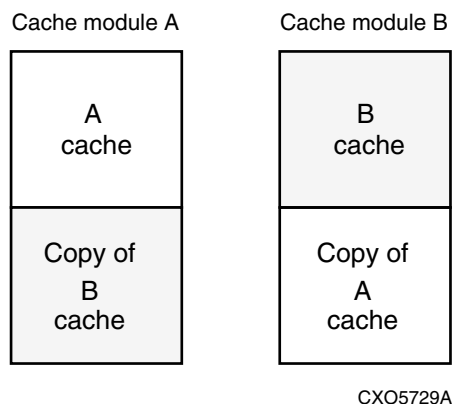 Cache module A
Cache module B
A
cache
B
cache
Copy of
B
cache
Copy of
A
cache
CXO5729A